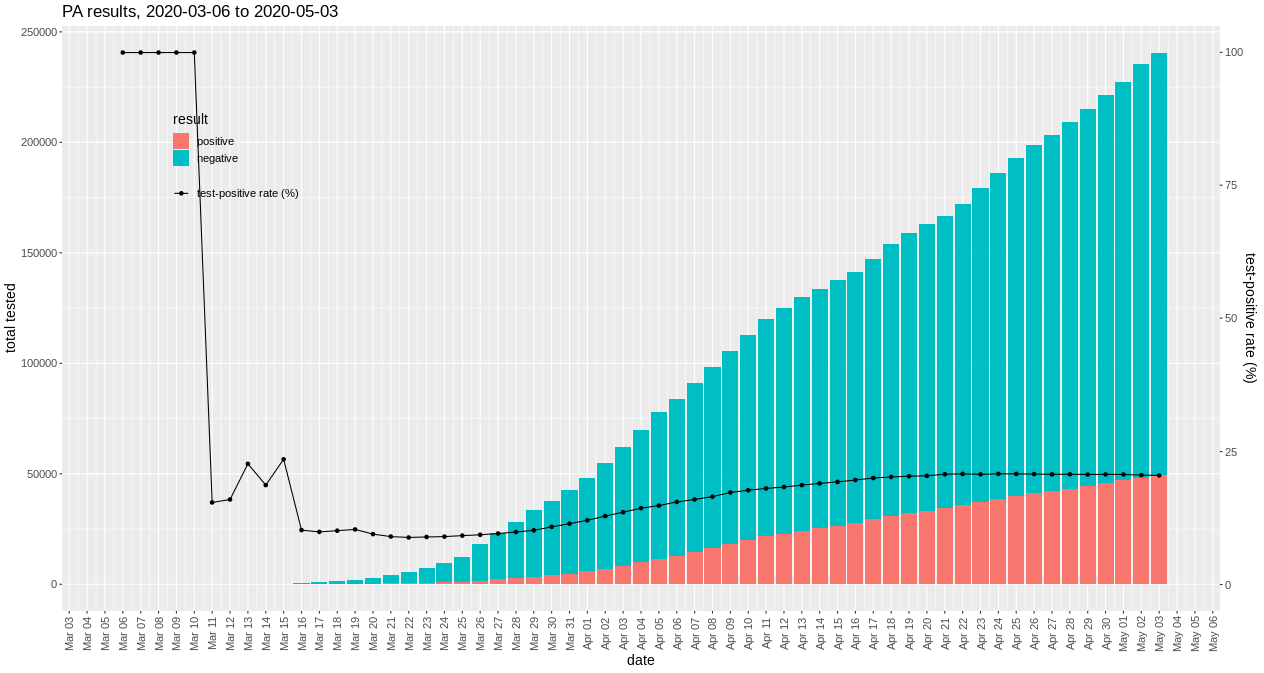 PA results, 2020-03-06 to 2020-05-03
250000
200000
150000
100000
50000
0
total tested
result
positive
negative
test-positive rate (%)
100
75
50
25
0
test-positive rate (%)
Mar 03
Mar 04
Mar 05
Mar 06
Mar 07
Mar 08
Mar 09
Mar 10
Mar 11
Mar 12
Mar 13
Mar 14
Mar 15
Mar 16
Mar 17
Mar 18
Mar 19
Mar 20
Mar 21
Mar 22
Mar 23
Mar 24
Mar 25
Mar 26
Mar 27
Mar 28
Mar 29
Mar 30
Mar 31
Apr 01
Apr 02
Apr 03
Apr 04
Apr 05
Apr 06
Apr 07
Apr 08
Apr 09
Apr 10
Apr 11
Apr 12
Apr 13
Apr 14
Apr 15
Apr 16
Apr 17
Apr 18
Apr 19
Apr 20
Apr 21
Apr 22
Apr 23
Apr 24
Apr 25
Apr 26
Apr 27
Apr 28
Apr 29
Apr 30
May 01
May 02
May 03
May 04
May 05
May 06
date